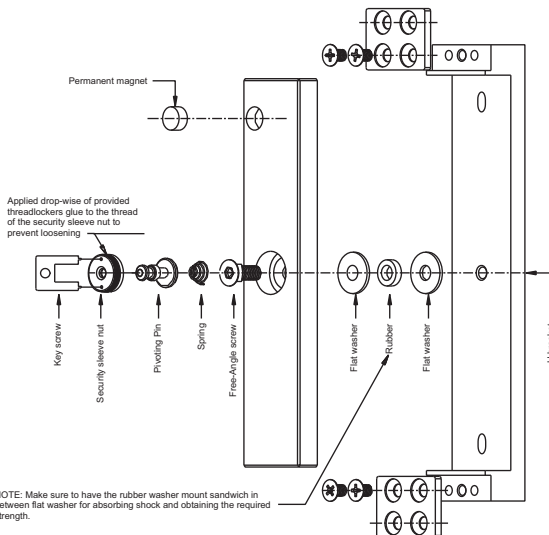 Permanent magnet
Applied drop-wise of provided
threadlockers glue to the thread
of the security sleeve nut to
prevent loosening
Key screw
Security sleeve nut
Pivoting Pin
Spring
Free-Angle screw
Flat washer
Rubber
Flat washer
NOTE: Make sure to have the rubber washer mount sandwich in
between flat washer for absorbing shock and obtaining the required
strength.